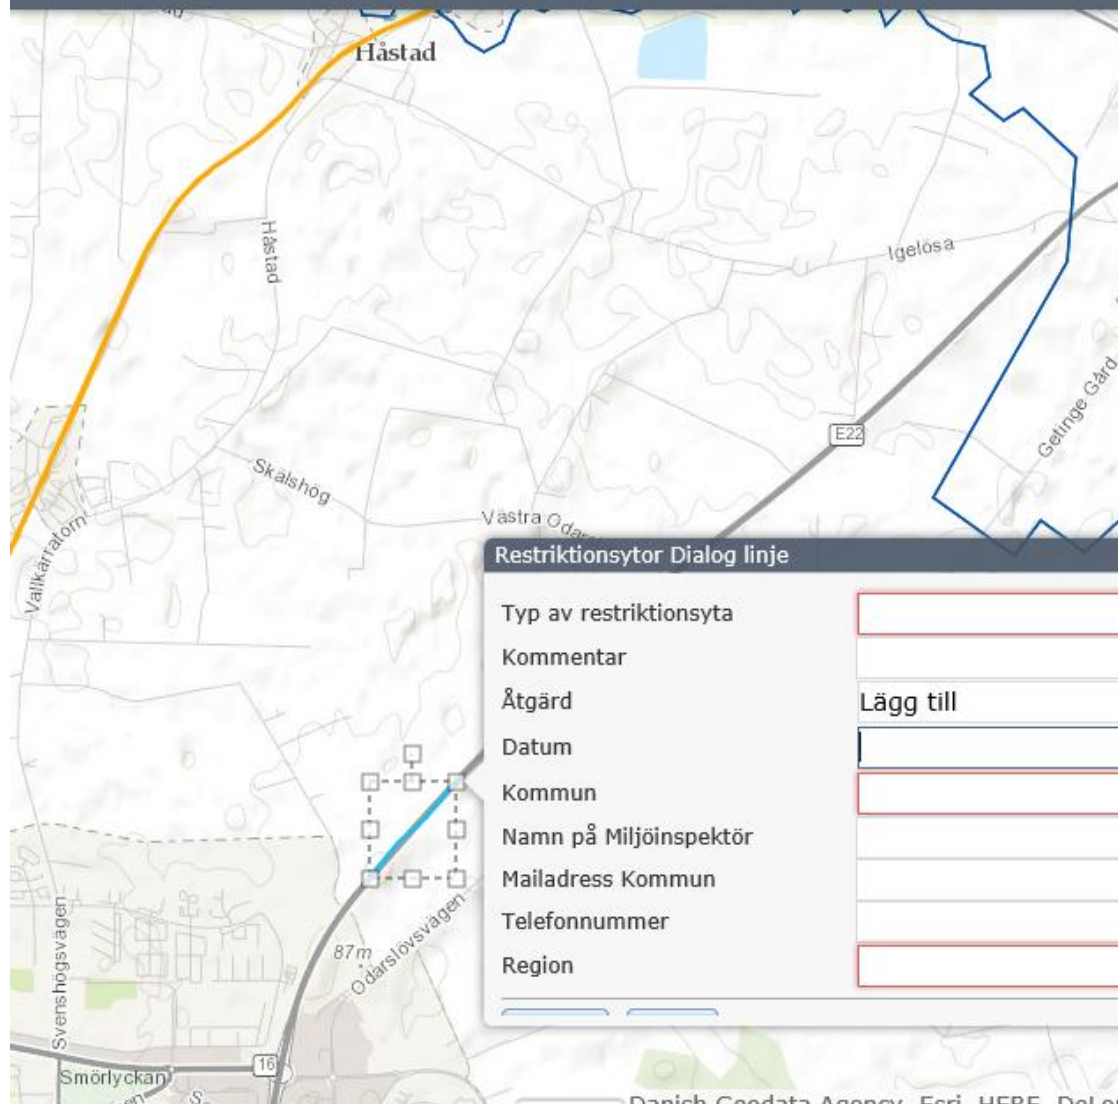 Håstad
Håstad
Igelösa
Getinge Gård
E22
Skälshög
Västra
Vallkärratorn
Restriktionsytor Dialog linje
Typ av restriktionsyta
Kommentar
Åtgärd Lägg till
Datum
Kommun
Namn på Miljöinspektör
Mailadress Kommun
Telefonnummer
Region
87m
Odarslövsvägen
Svenshögsvägen
16
Smörlyckan
Danish Geodata Agency, Esri, HERE,